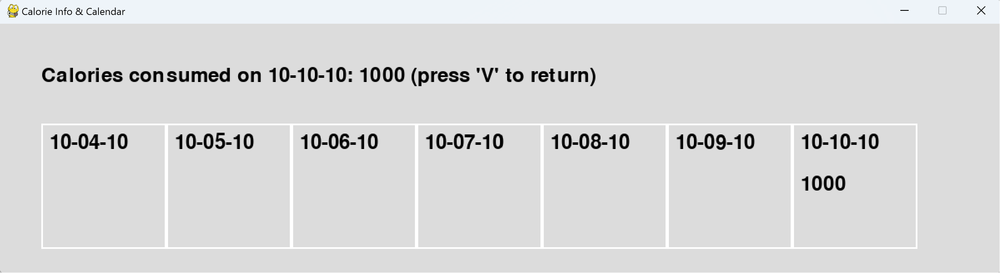 Calorie Info & Calendar
Calories consumed on 10-10-10: 1000 (press 'V' to return)
10-04-10 10-05-10 10-06-10 10-07-10 10-08-10 10-09-10 10-10-10
1000